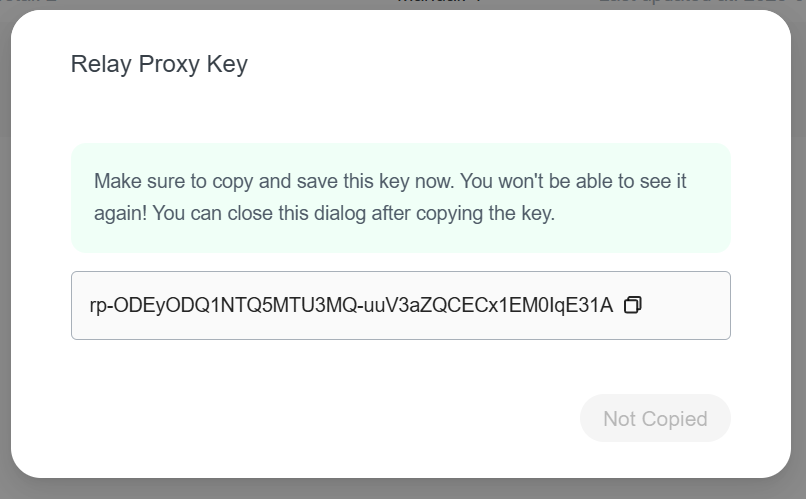 Relay Proxy Key
Make sure to copy and save this key now. You won't be able to see it
again! You can close this dialog after copying the key.
rp-ODEyODQ1NTQ5MTU3MQ-uuV3aZQCECx1EM0IqE31A
Not Copied